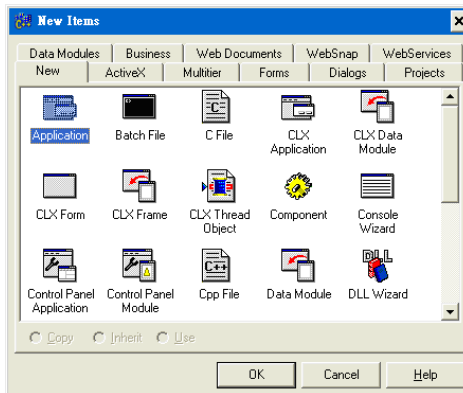 New Items
Data Modules Business Web Documents WebSnap WebServices
New ActiveX Multitier Forms Dialogs Projects
Application Batch File C File CLX Application CLX Data Module
CLX Form CLX Frame CLX Thread Object Component Console Wizard
Control Panel Application Control Panel Module Cpp File Data Module DLL Wizard
Copy Inherit Use
OK Cancel Help